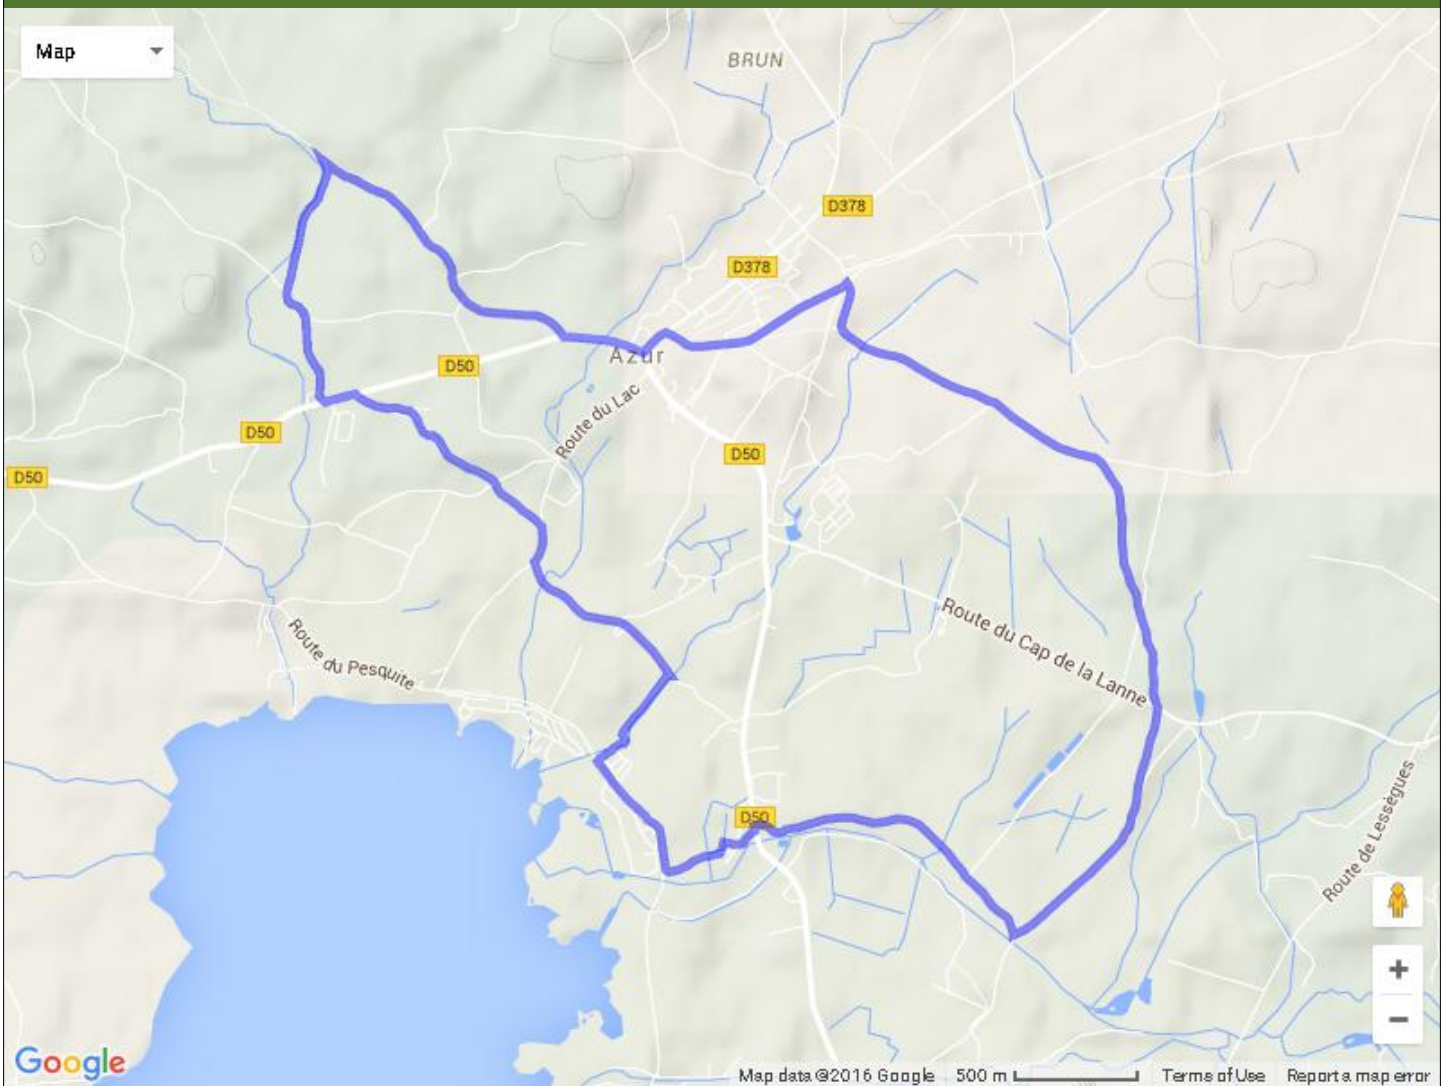 Map
BRUN
D378
D378
Azur
D50
Route du Lac
D50
D50
D50
Route du Cap de la Lanne
Route du Pesquite
D50
Route de Lessègues
+
−
Google
Map data ©2016 Google 500 m Terms of Use Report a map error